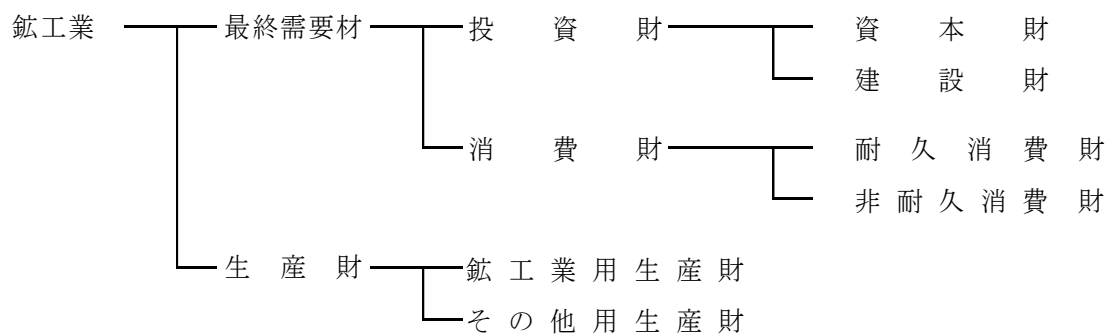 鉱工業 最終需要材 投資財 資本財
建設財
消費財 耐久消費財
非耐久消費財
生産財 鉱工業用生産財
その他用生産財